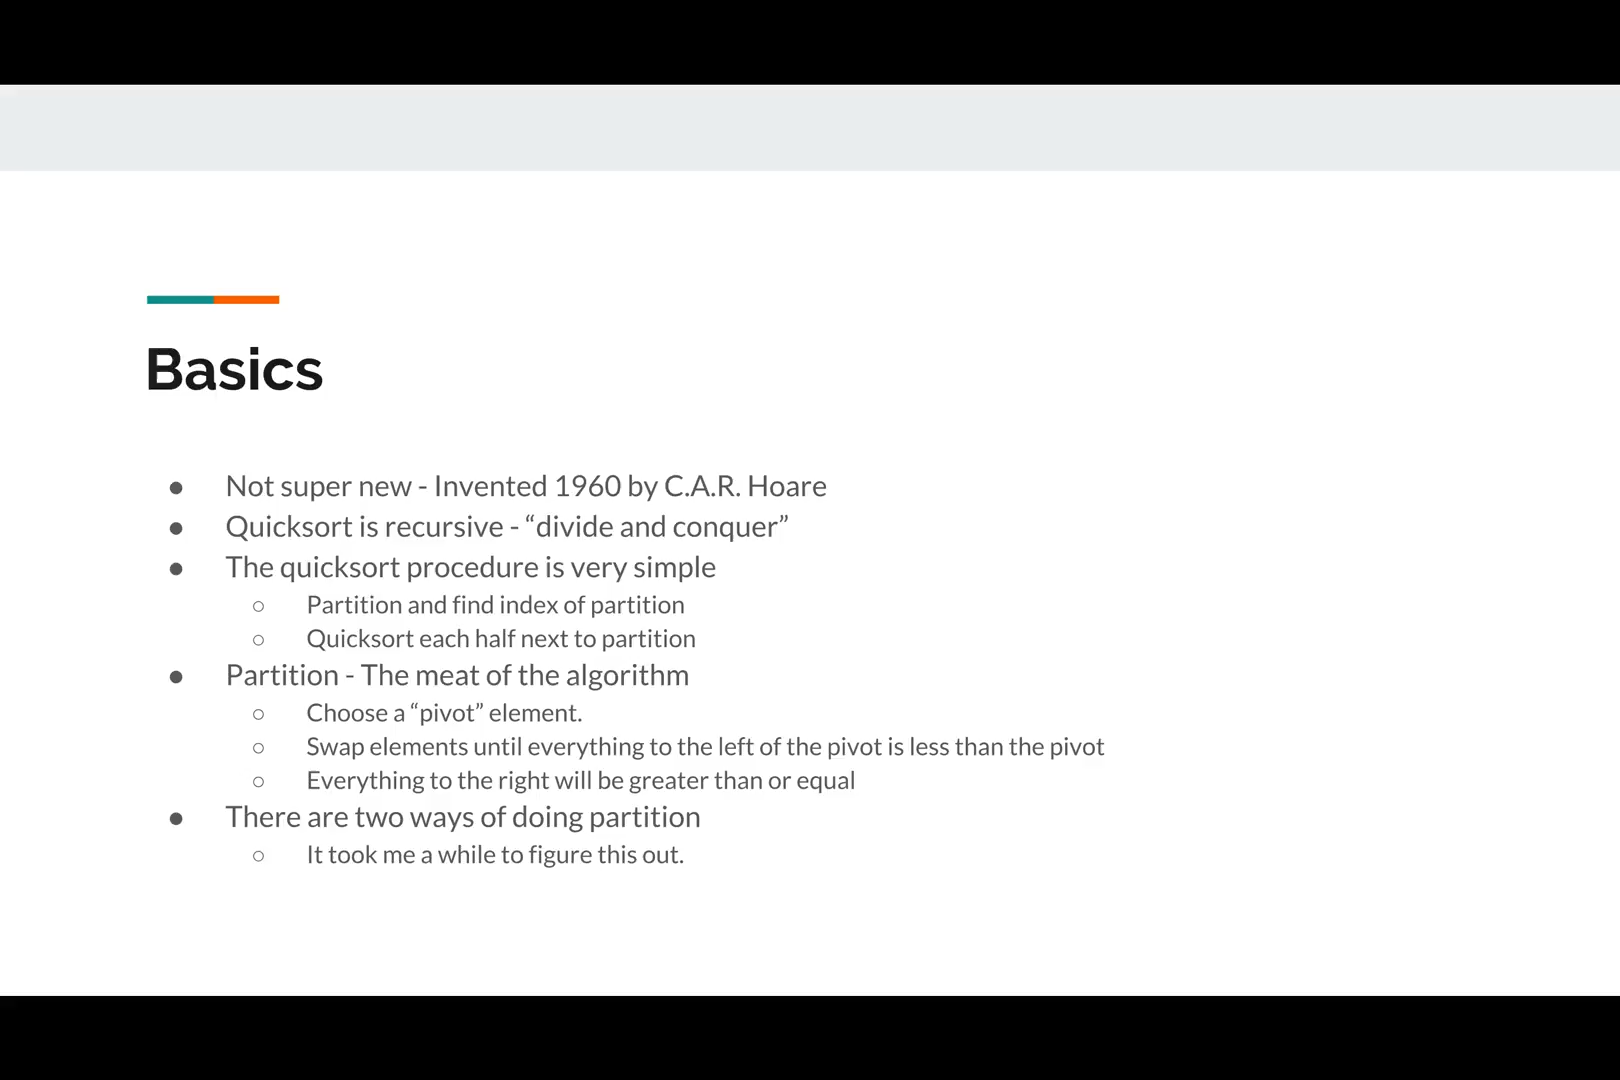 Basics
● Not super new - Invented 1960 by C.A.R. Hoare
● Quicksort is recursive - “divide and conquer”
● The quicksort procedure is very simple
○ Partition and find index of partition
○ Quicksort each half next to partition
● Partition - The meat of the algorithm
○ Choose a “pivot” element.
○ Swap elements until everything to the left of the pivot is less than the pivot
○ Everything to the right will be greater than or equal
● There are two ways of doing partition
○ It took me a while to figure this out.